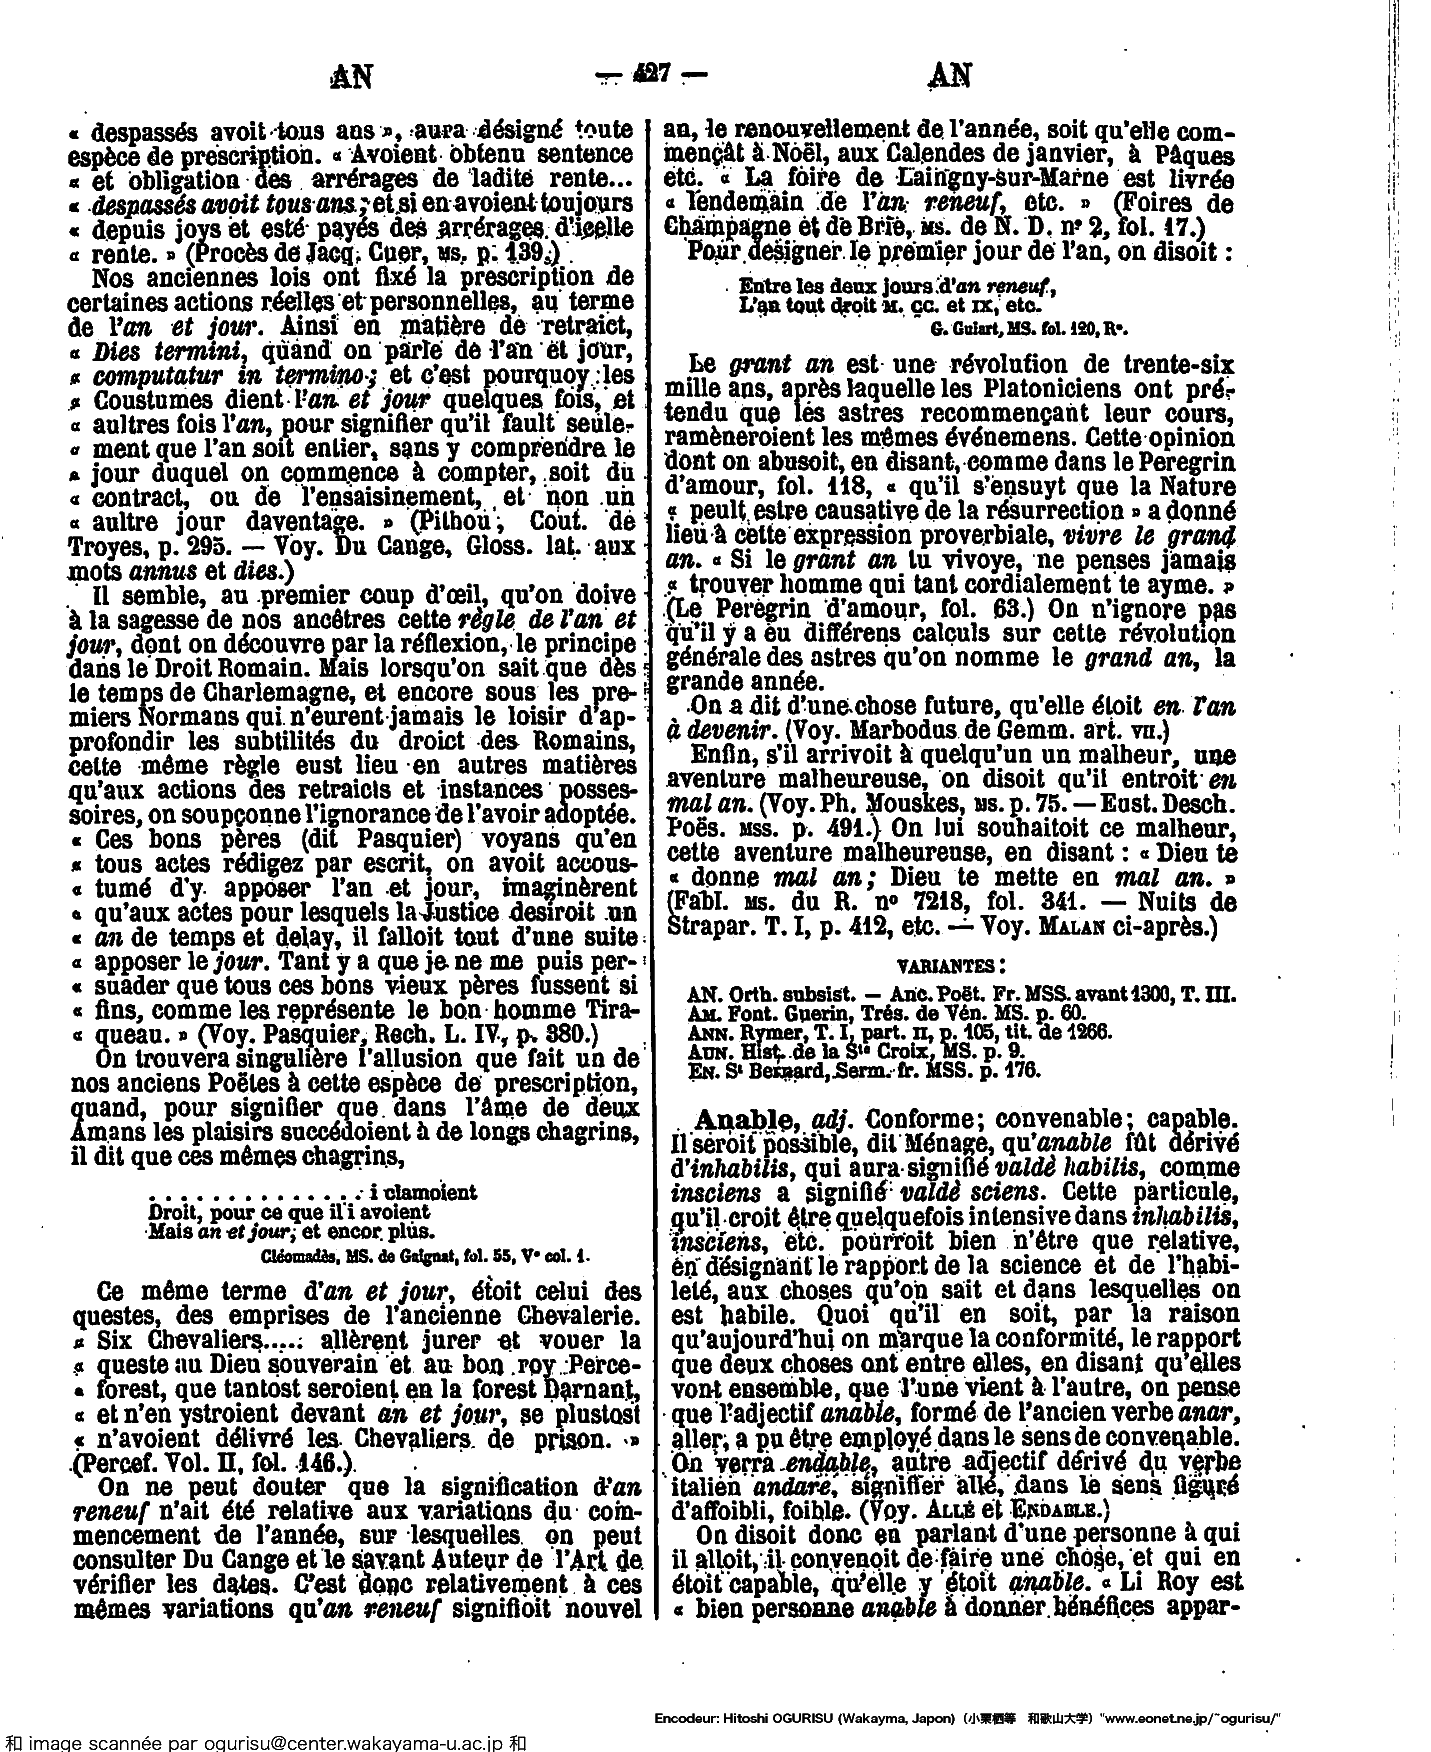 AN — 427 — AN
« despassés avoit tous ans », aura désigné toute
espèce de prescription. « Avoient obtenu sentence
« et obligation des arrérages de ladite rente...
« despassés avoit tous ans; et si en avoient toujours
« depuis joys et esté payés des arrérages d'icelle
« rente. » (Procès de Jacq. Cuer, MS. p. 139.)
Nos anciennes lois ont fixé la prescription de
certaines actions réelles et personnelles, au terme
de l'an et jour. Ainsi en matière de retraict,
« Dies termini, quand on parle de l'an et jour,
« computatur in termino; et c'est pourquoy les
« Coustumes dient l'an et jour quelques fois, et
« aultres fois l'an, pour signifier qu'il fault seule-
« ment que l'an soit entier, sans y comprendre le
« jour duquel on commence à compter, soit du
« contract, ou de l'ensaisinement, et non un
« aultre jour daventage. » (Pithou, Cout. de
Troyes, p. 295. — Voy. Du Cange, Gloss. lat. aux
mots annus et dies.)
Il semble, au premier coup d'œil, qu'on doive
à la sagesse de nos ancêtres cette règle de l'an et
jour, dont on découvre par la réflexion, le principe
dans le Droit Romain. Mais lorsqu'on sait que dès
le temps de Charlemagne, et encore sous les pre-
miers Normans qui n'eurent jamais le loisir d'ap-
profondir les subtilités du droict des Romains,
cette même règle eust lieu en autres matières
qu'aux actions des retraicts et instances posses-
soires, on soupçonne l'ignorance de l'avoir adoptée.
« Ces bons pères (dit Pasquier) voyans qu'en
« tous actes rédigez par escrit, on avoit accous-
« tumé d'y apposer l'an et jour, imaginèrent
« qu'aux actes pour lesquels la Justice desiroit un
« an de temps et delay, il falloit tout d'une suite
« apposer le jour. Tant y a que je ne me puis per-
« suader que tous ces bons vieux pères fussent si
« fins, comme les représente le bon homme Tira-
« queau. » (Voy. Pasquier, Rech. L. IV, p. 380.)
On trouvera singulière l'allusion que fait un de
nos anciens Poëtes à cette espèce de prescription,
quand, pour signifier que dans l'âme de deux
Amans les plaisirs succédoient à de longs chagrins,
il dit que ces mêmes chagrins,
. . . . . . . . . . . . . . . i clamoient
Droit, pour ce que il i avoient
Mais an et jour, et encor plus.
Cléomadès, MS. de Gaignat, fol. 55, V° col. 1.
Ce même terme d'an et jour, étoit celui des
questes, des emprises de l'ancienne Chevalerie.
« Six Chevaliers.... allèrent jurer et vouer la
« queste au Dieu souverain et au bon roy Perce-
« forest, que tantost seroient en la forest Darnant,
« et n'en ystroient devant an et jour, se plustost
« n'avoient délivré les Chevaliers de prison. »
(Percef. Vol. II, fol. 146.)
On ne peut douter que la signification d'an
reneuf n'ait été relative aux variations du com-
mencement de l'année, sur lesquelles on peut
consulter Du Cange et le savant Auteur de l'Art de
vérifier les dates. C'est donc relativement à ces
mêmes variations qu'an reneuf signifioit nouvel
an, le renouvellement de l'année, soit qu'elle com-
mençât à Noël, aux Calendes de janvier, à Pâques
etc. « La foire de Laingny-sur-Marne est livrée
« lendemain de l'an reneuf, etc. » (Foires de
Champagne et de Brie, MS. de N. D. n° 2, fol. 17.)
Pour désigner le premier jour de l'an, on disoit :
Entre les deux jours d'an reneuf,
L'an tout droit M. CC. et IX, etc.
G. Guiart, MS. fol. 120, R°.
Le grant an est une révolution de trente-six
mille ans, après laquelle les Platoniciens ont pré-
tendu que les astres recommençant leur cours,
ramèneroient les mêmes événemens. Cette opinion
dont on abusoit, en disant, comme dans le Peregrin
d'amour, fol. 118, « qu'il s'ensuyt que la Nature
« peult estre causative de la résurrection » a donné
lieu à cette expression proverbiale, vivre le grand
an. « Si le grant an tu vivoye, ne penses jamais
« trouver homme qui tant cordialement te ayme. »
(Le Peregrin d'amour, fol. 63.) On n'ignore pas
qu'il y a eu différens calculs sur cette révolution
générale des astres qu'on nomme le grand an, la
grande année.
On a dit d'une chose future, qu'elle étoit en l'an
à devenir. (Voy. Marbodus de Gemm. art. VII.)
Enfin, s'il arrivoit à quelqu'un un malheur, une
aventure malheureuse, on disoit qu'il entroit en
mal an. (Voy. Ph. Mouskes, MS. p. 75. — Eust. Desch.
Poës. MSS. p. 491.) On lui souhaitoit ce malheur,
cette aventure malheureuse, en disant : « Dieu te
« donne mal an; Dieu te mette en mal an. »
(Fabl. MS. du R. n° 7218, fol. 341. — Nuits de
Strapar. T. I, p. 412, etc. — Voy. MALAN ci-après.)
VARIANTES :
AN. Orth. subsist. — Anc. Poët. Fr. MSS. avant 1300, T. III.
AM. Font. Guerin, Trés. de Vén. MS. p. 60.
ANN. Rymer, T. I, part. II, p. 105, tit. de 1266.
AUN. Hist. de la Ste Croix, MS. p. 9.
EN. St Bernard, Serm. fr. MSS. p. 176.
Anable, adj. Conforme; convenable; capable.
Il seroit possible, dit Ménage, qu'anable fût dérivé
d'inhabilis, qui aura signifié valdè habilis, comme
insciens a signifié valdè sciens. Cette particule,
qu'il croit être quelquefois intensive dans inhabilis,
insciens, etc. pourroit bien n'être que relative,
en désignant le rapport de la science et de l'habi-
leté, aux choses qu'on sait et dans lesquelles on
est habile. Quoi qu'il en soit, par la raison
qu'aujourd'hui on marque la conformité, le rapport
que deux choses ont entre elles, en disant qu'elles
vont ensemble, que l'une vient à l'autre, on pense
que l'adjectif anable, formé de l'ancien verbe anar,
aller, a pu être employé dans le sens de convenable.
On verra endable, autre adjectif dérivé du verbe
italien andare, signifier allé, dans le sens figuré
d'affoibli, foible. (Voy. ALLÉ et ENDABLE.)
On disoit donc en parlant d'une personne à qui
il alloit, il convenoit de faire une chose, et qui en
étoit capable, qu'elle y étoit anable. « Li Roy est
« bien personne anable à donner bénéfices appar-
Encodeur: Hitoshi OGURISU (Wakayma, Japon) (小栗栖等 和歌山大学) "www.eonet.ne.jp/~ogurisu/"
和 image scannée par ogurisu@center.wakayama-u.ac.jp 和